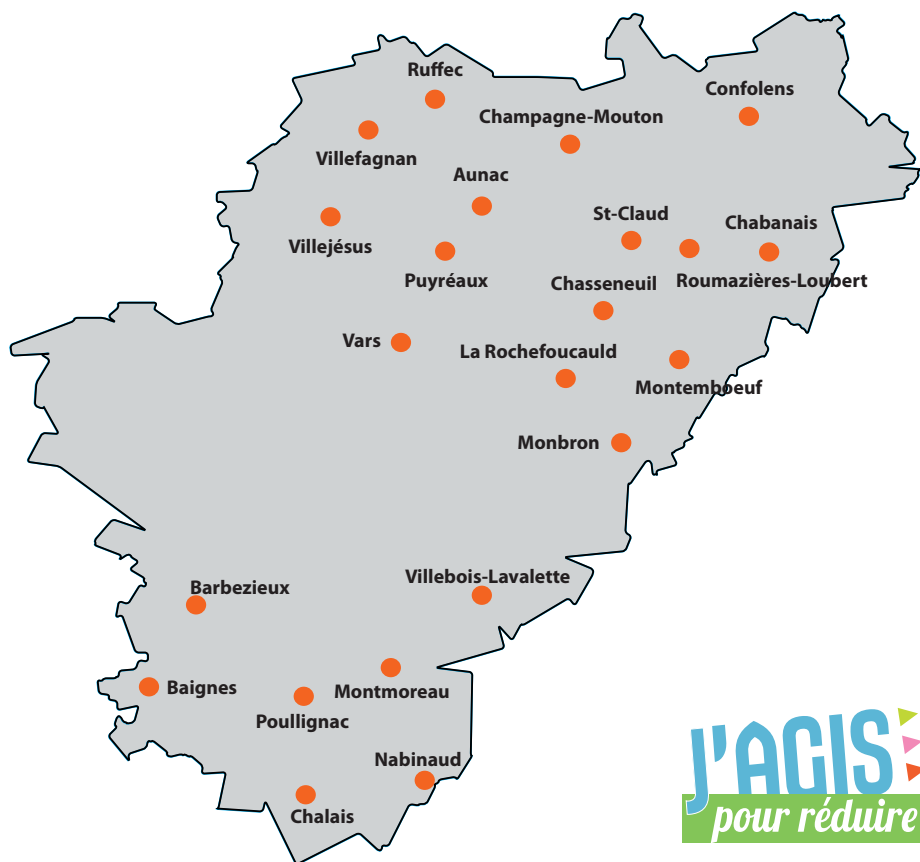 Ruffec
Confolens
Champagne-Mouton
Villefagnan
Aunac
St-Claud
Chabanais
Villejésus
Puyréaux
Chasseneuil
Roumazières-Loubert
Vars
La Rochefoucauld
Montemboeuf
Monbron
Villebois-Lavalette
Barbezieux
Baignes
Montmoreau
Poullignac
Nabinaud
Chalais
J'AGIS
pour réduire